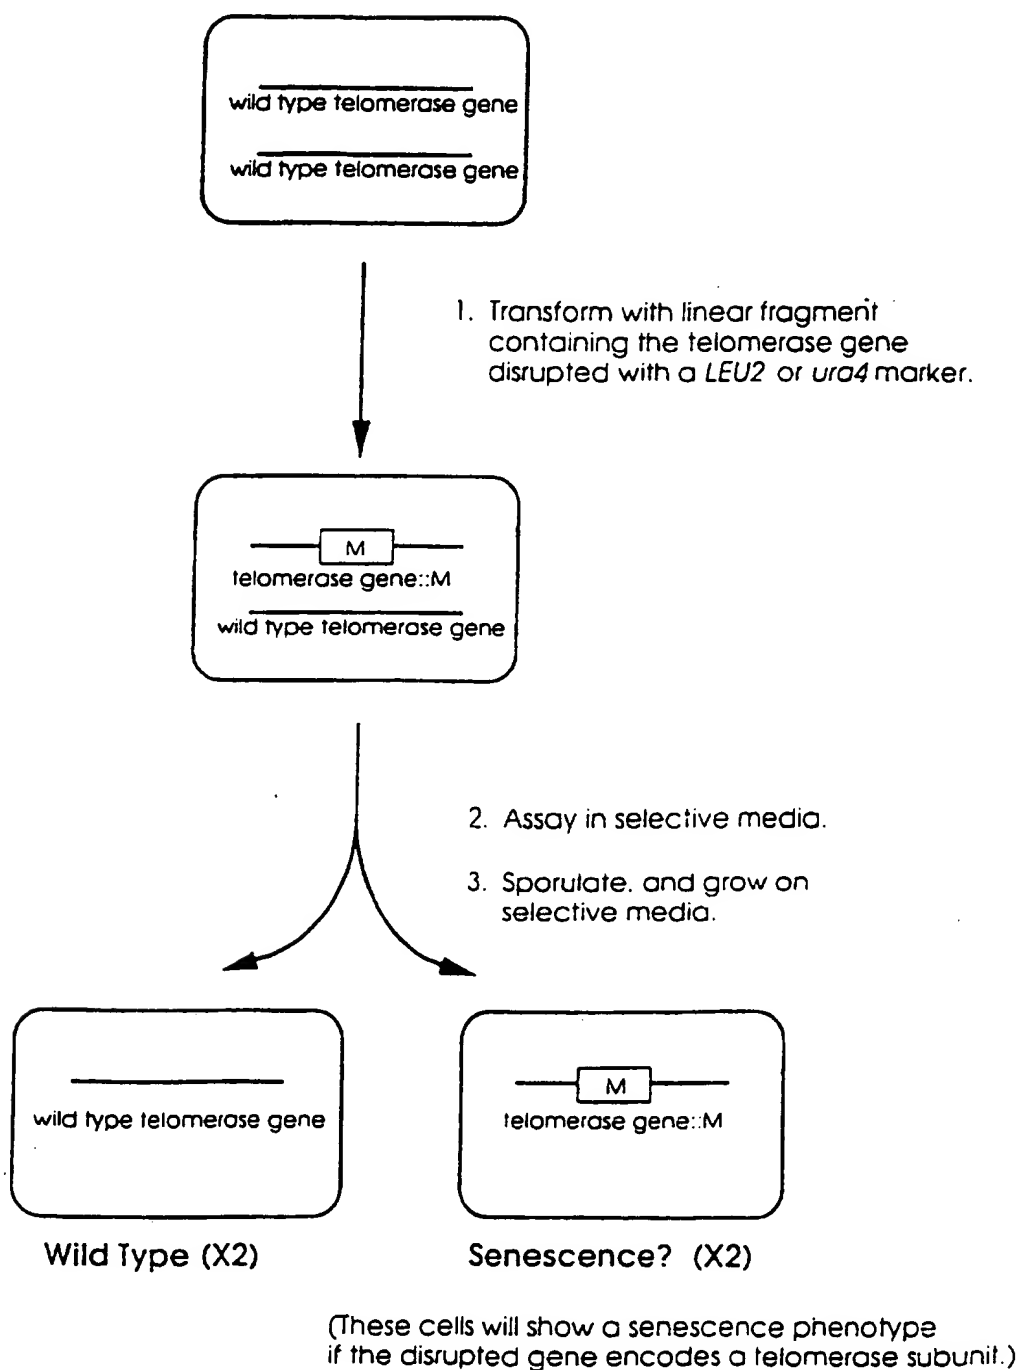 wild type telomerase gene
wild type telomerase gene
1. Transform with linear fragment
containing the telomerase gene
disrupted with a LEU2 or ura4 marker.
M
telomerase gene::M
wild type telomerase gene
2. Assay in selective media.
3. Sporulate. and grow on
selective media.
wild type telomerase gene
M
telomerase gene::M
Wild Type (X2)
Senescence? (X2)
(These cells will show a senescence phenotype
if the disrupted gene encodes a telomerase subunit.)